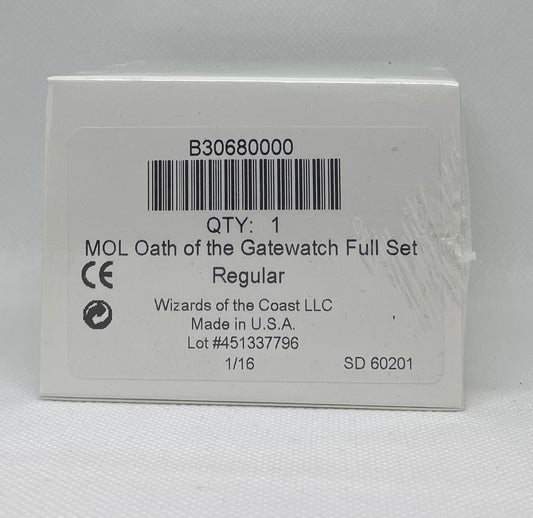 B30680000
QTY: 1
MOL Oath of the Gatewatch Full Set
CE Regular
Wizards of the Coast LLC
Made in U.S.A.
Lot #451337796
1/16 SD 60201